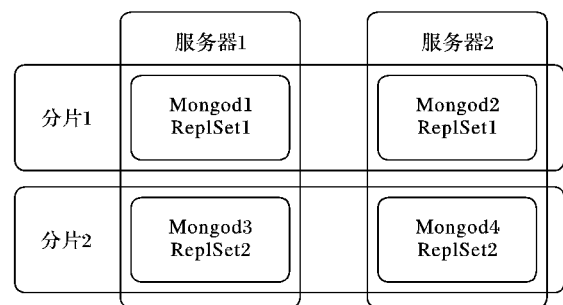 服务器1
服务器2
分片1
Mongod1
ReplSet1
Mongod2
ReplSet1
分片2
Mongod3
ReplSet2
Mongod4
ReplSet2